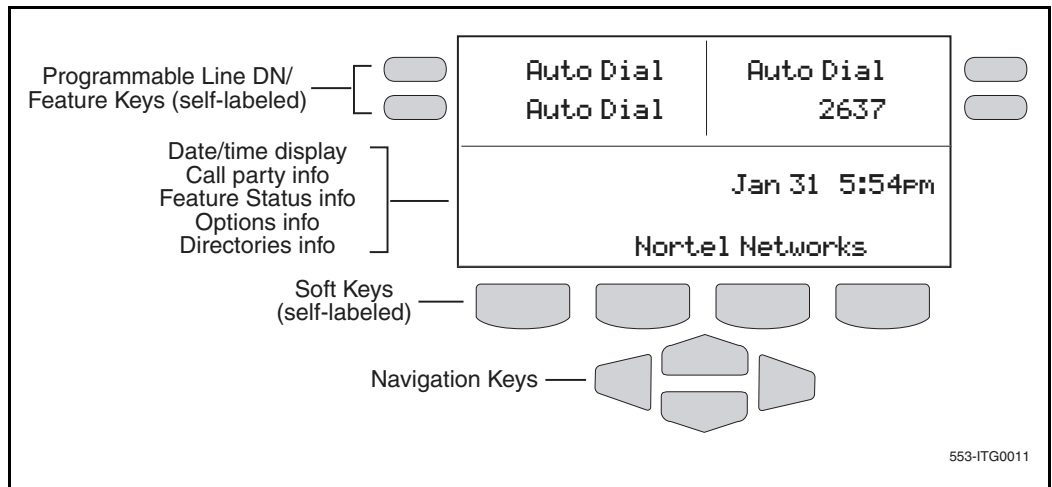 Programmable Line DN/
Feature Keys (self-labeled)
Auto Dial
Auto Dial
Auto Dial
2637
Date/time display
Call party info
Feature Status info
Options info
Directories info
Jan 31 5:54pm
Nortel Networks
Soft Keys
(self-labeled)
Navigation Keys
553-ITG0011